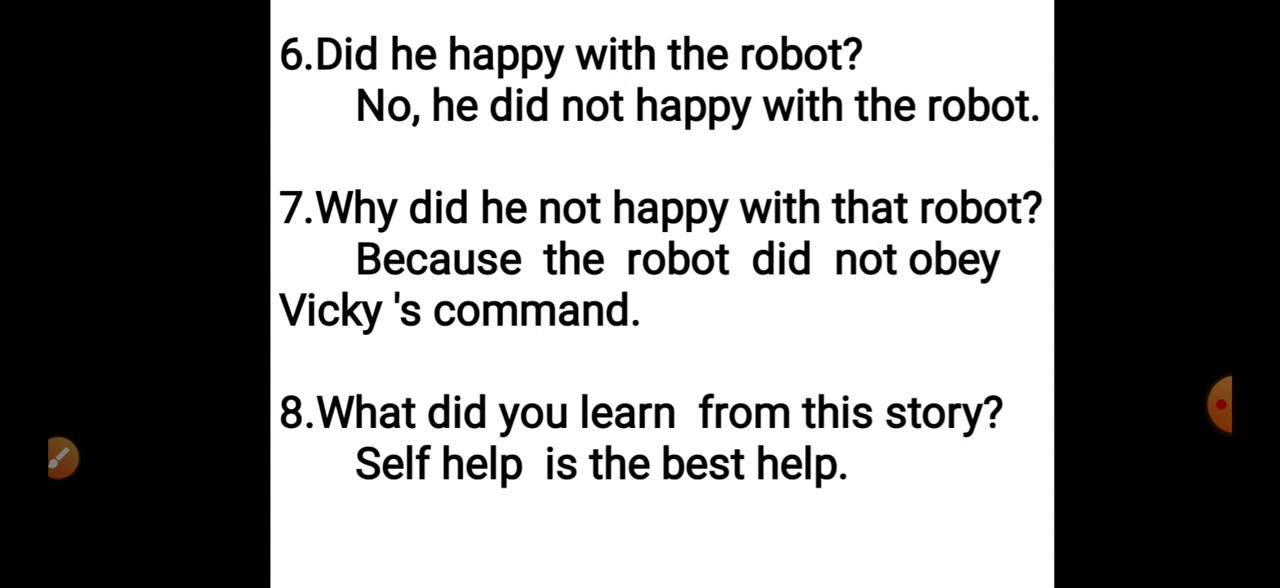 6.Did he happy with the robot?
No, he did not happy with the robot.
7.Why did he not happy with that robot?
Because the robot did not obey
Vicky 's command.
8.What did you learn from this story?
Self help is the best help.